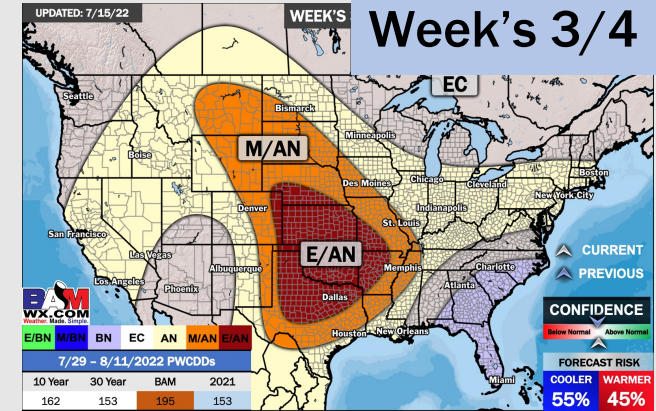 UPDATED: 7/15/22
WEEK'S
Week's 3/4
EC
Seattle
Bismarck
Minneapolis
M/AN
Boise
Boston
Des Moines
Chicago
Cleveland
New York City
Denver
Indianapolis
St. Louis
San Francisco
E/AN
CURRENT
Las Vegas
Albuquerque
Memphis
Charlotte
PREVIOUS
Los Angeles
Phoenix
Dallas
Atlanta
BAM
WX.COM
Weather. Made. Simple.
CONFIDENCE
Below Normal
Above Normal
Houston
New Orleans
E/BN M/BN BN EC AN M/AN E/AN
7/29 – 8/11/2022 PWCDDs
FORECAST RISK
Miami
COOLER WARMER
55% 45%
10 Year 30 Year BAM 2021
162 153 195 153